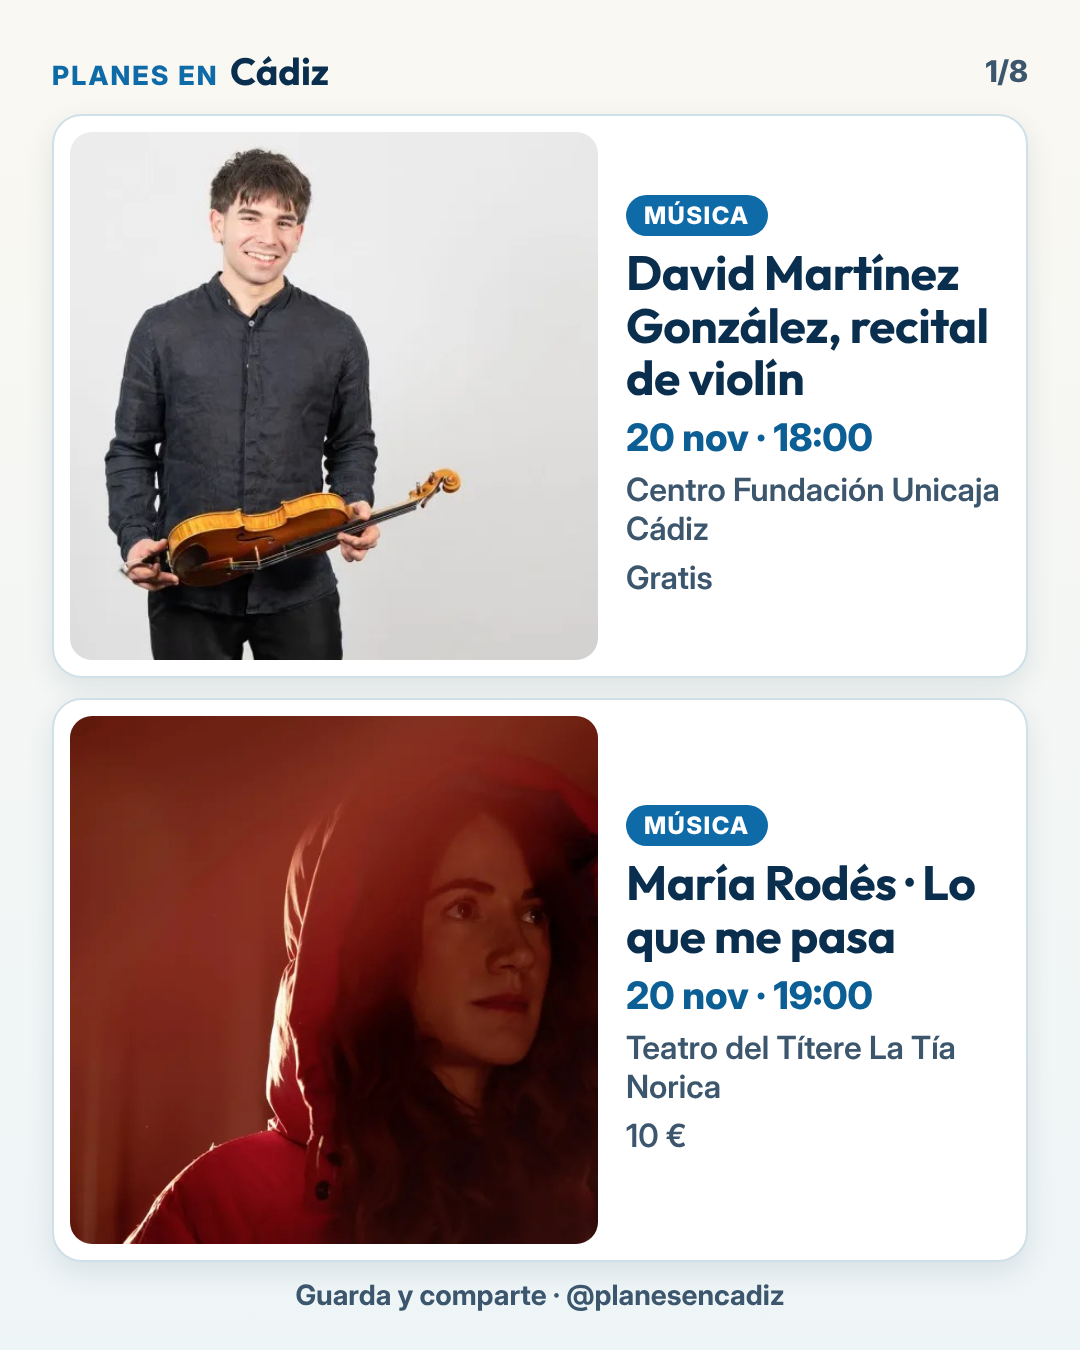 PLANES EN Cádiz
1/8
MÚSICA
David Martínez
González, recital
de violín
20 nov · 18:00
Centro Fundación Unicaja
Cádiz
Gratis
MÚSICA
María Rodés · Lo
que me pasa
20 nov · 19:00
Teatro del Títere La Tía
Norica
10 €
Guarda y comparte · @planesencadiz